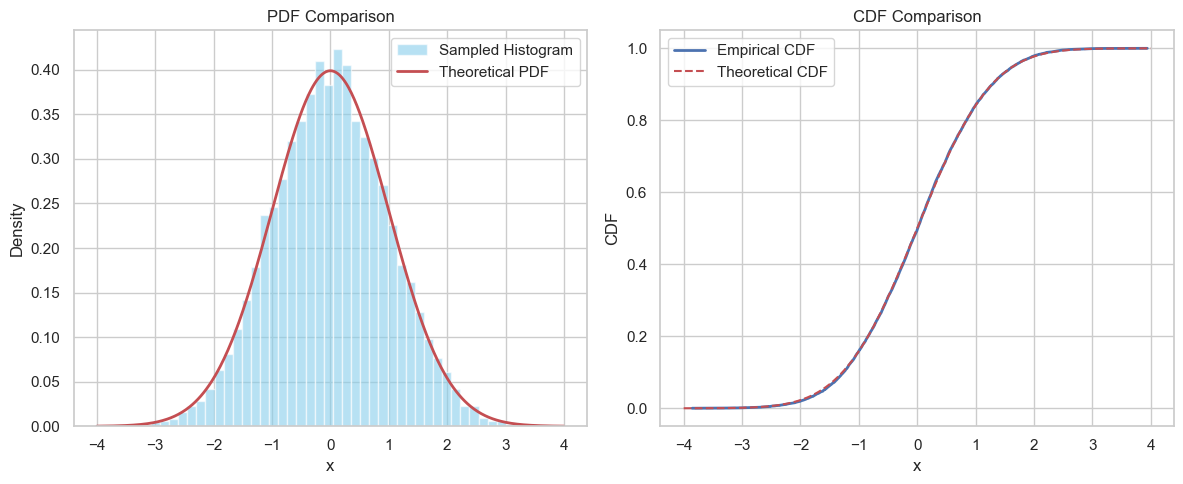 PDF Comparison
Sampled Histogram
Theoretical PDF
Density
0.40
0.35
0.30
0.25
0.20
0.15
0.10
0.05
0.00
−4 −3 −2 −1 0 1 2 3 4
x
CDF Comparison
Empirical CDF
Theoretical CDF
CDF
1.0
0.8
0.6
0.4
0.2
0.0
−4 −3 −2 −1 0 1 2 3 4
x